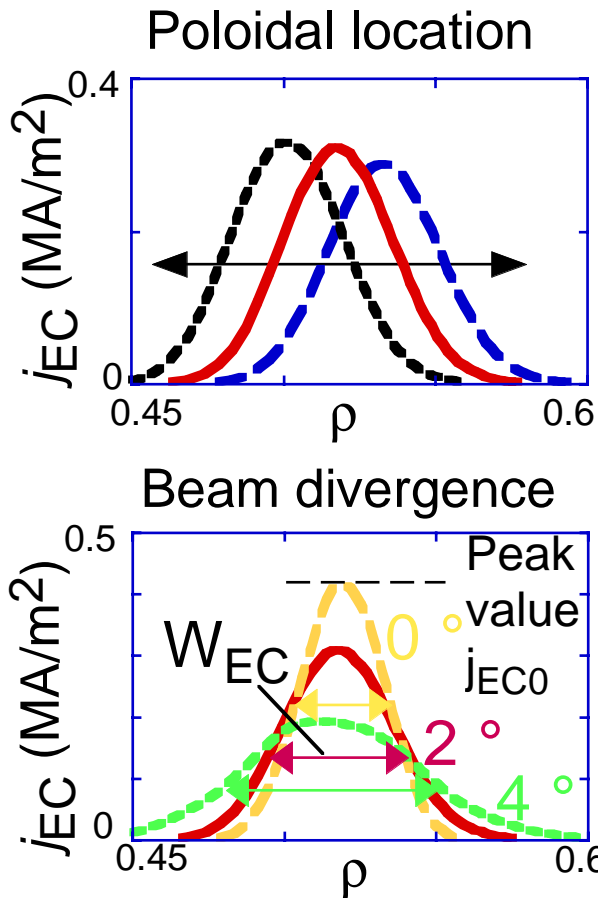 Poloidal location
0.4
jEC (MA/m2)
0
0.45
ρ
0.6
Beam divergence
0.5
Peak
value
jEC0
0 °
WEC
2 °
4 °
jEC (MA/m2)
0
0.45
ρ
0.6